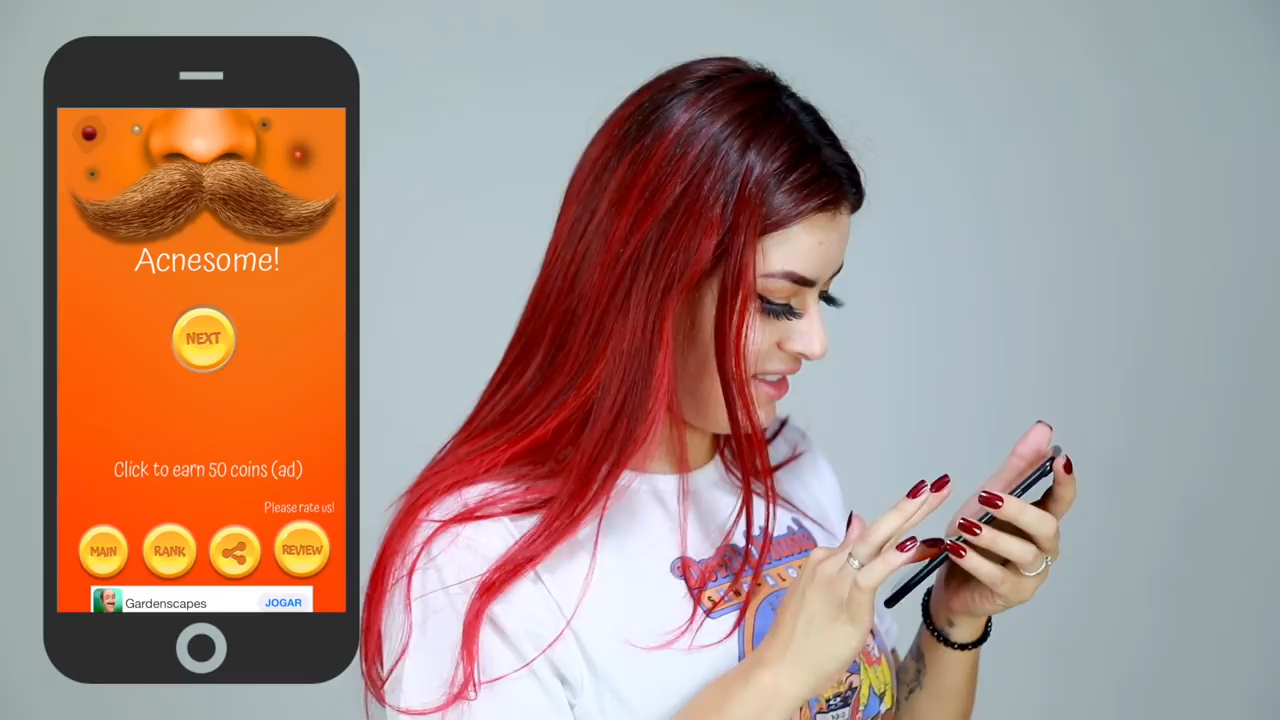 Acnesome!
NEXT
Click to earn 50 coins (ad)
Please rate us!
MAIN
RANK
REVIEW
Gardenscapes
JOGAR